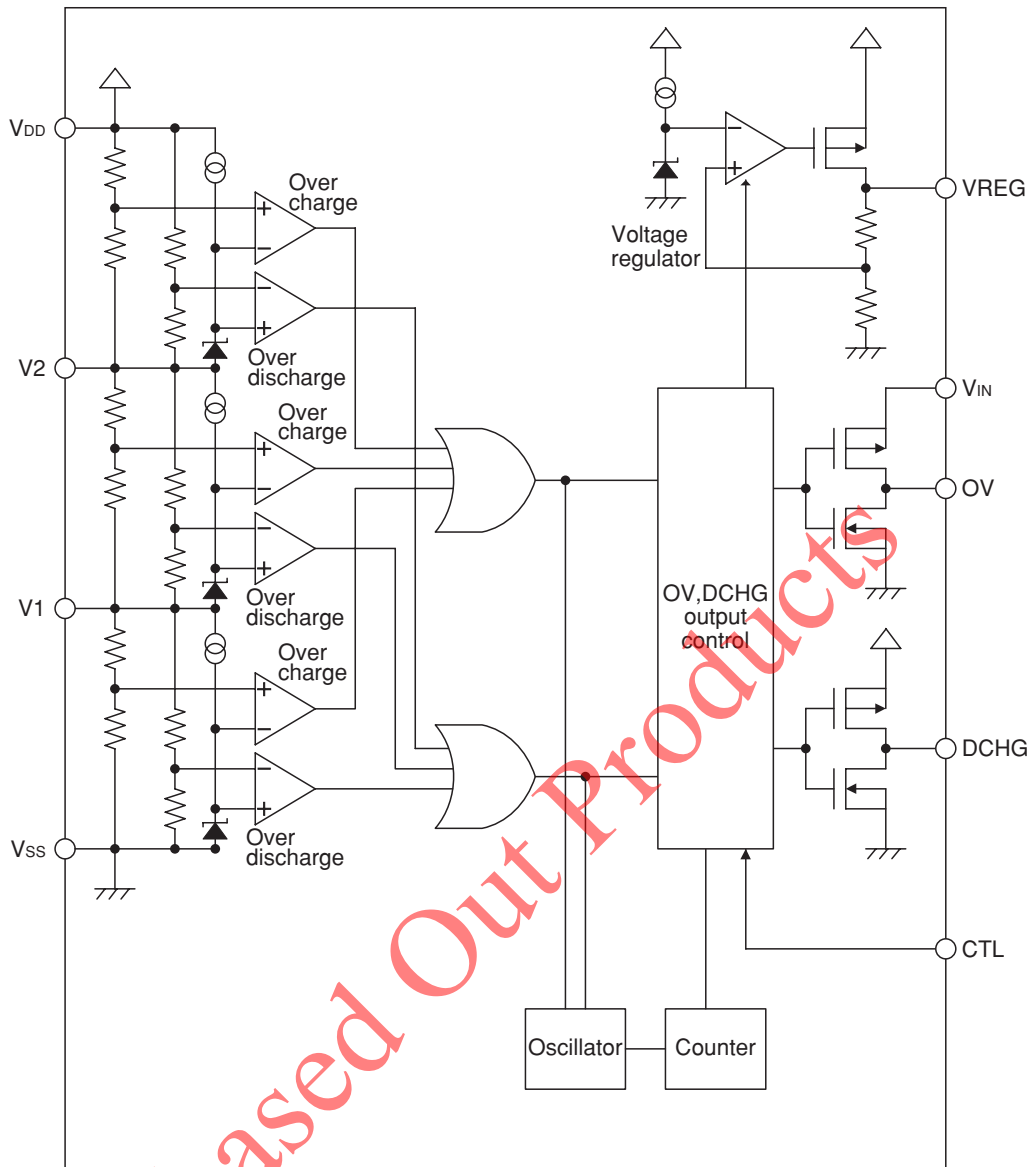 VDD
Over
charge
+
−
−
+
Over
discharge
V2
Over
charge
+
−
−
+
Over
discharge
V1
Over
charge
+
−
−
+
Over
discharge
VSS
−
+
Voltage
regulator
VREG
VIN
OV
OV,DCHG
output
control
DCHG
CTL
Oscillator
Counter
ased Out Products